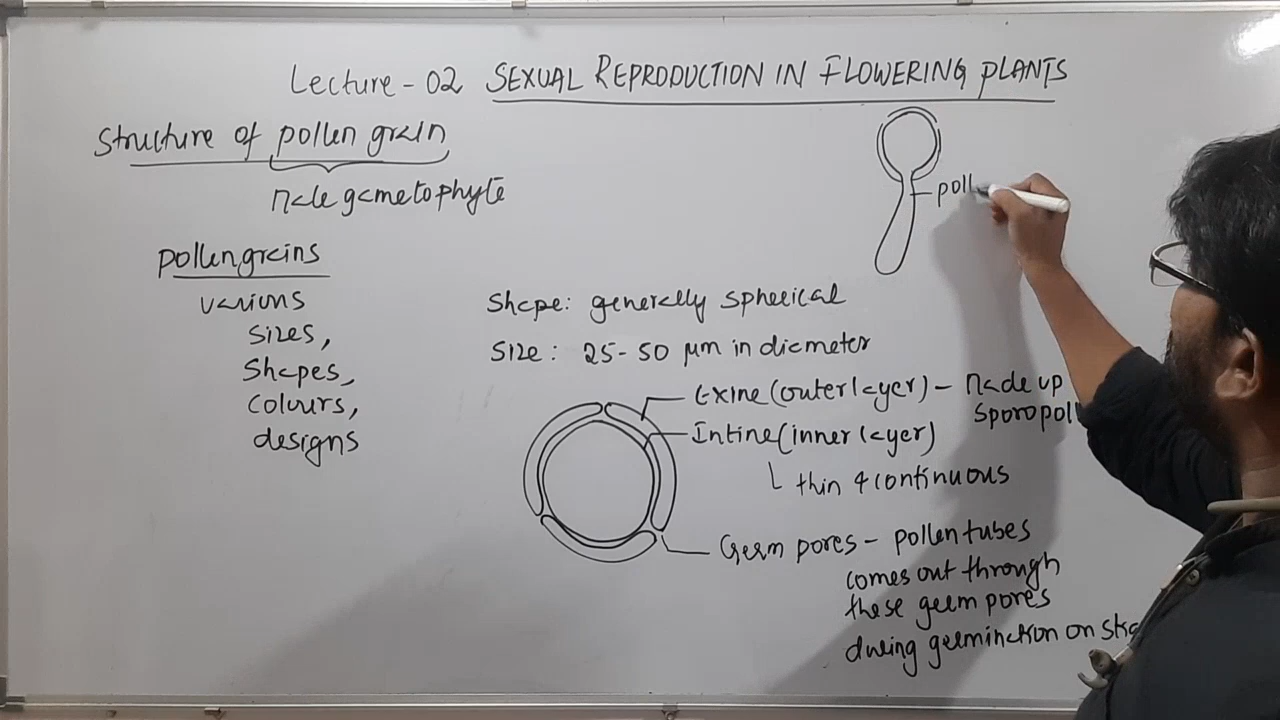 Lecture - 02 SEXUAL REPRODUCTION IN FLOWERING PLANTS
Structure of pollen grain
Male gametophyte
poll
pollen grains
various
sizes,
Shapes,
colours,
designs
Shape: generally spherical
Size: 25-50 μm in diameter
Exine (outer layer) - Made up
sporopol
Intine (inner layer)
thin & continuous
Germ pores - pollen tubes
comes out through
these germ pores
during germination on